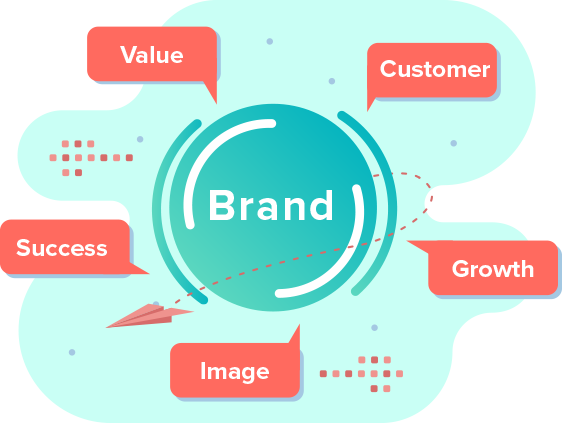 Value
Customer
Brand
Success
Growth
Image